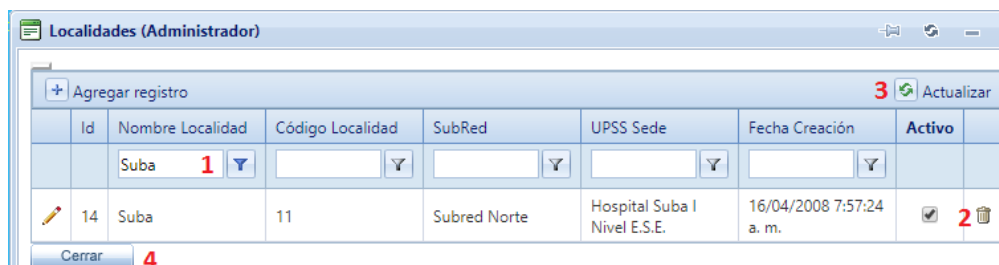 Localidades (Administrador)
Agregar registro 3 Actualizar
Id Nombre Localidad Código Localidad SubRed UPSS Sede Fecha Creación Activo
Suba 1
14 Suba 11 Subred Norte Hospital Suba I 16/04/2008 7:57:24 2
Nivel E.S.E. a. m.
Cerrar 4